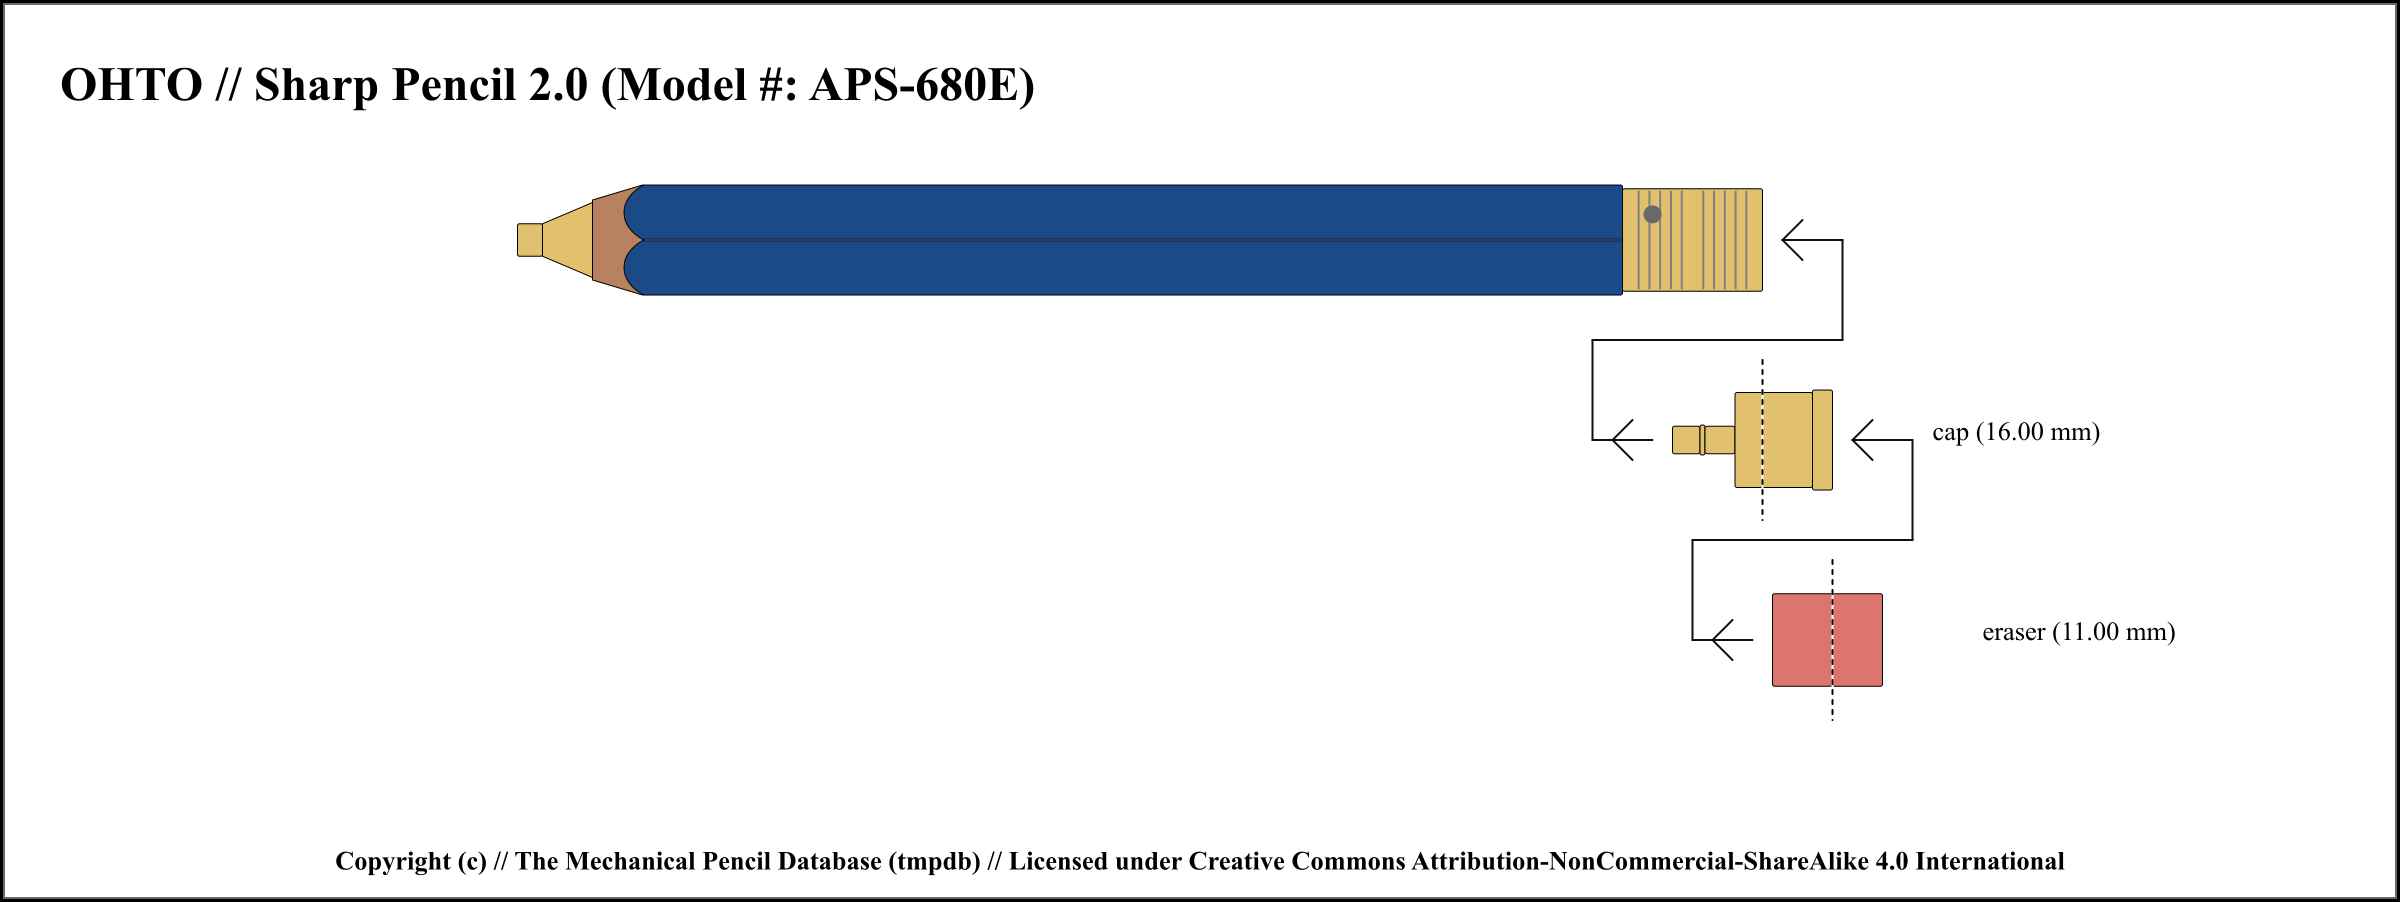 OHTO // Sharp Pencil 2.0 (Model #: APS-680E)
cap (16.00 mm)
eraser (11.00 mm)
Copyright (c) // The Mechanical Pencil Database (tmpdb) // Licensed under Creative Commons Attribution-NonCommercial-ShareAlike 4.0 International